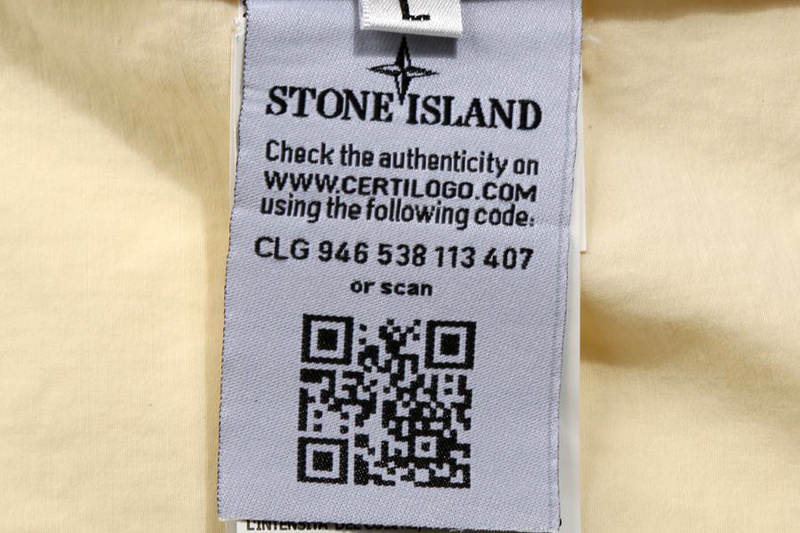 L
STONE ISLAND
Check the authenticity on
WWW.CERTILOGO.COM
using the following code:
CLG 946 538 113 407
or scan
L'INTENSITA'